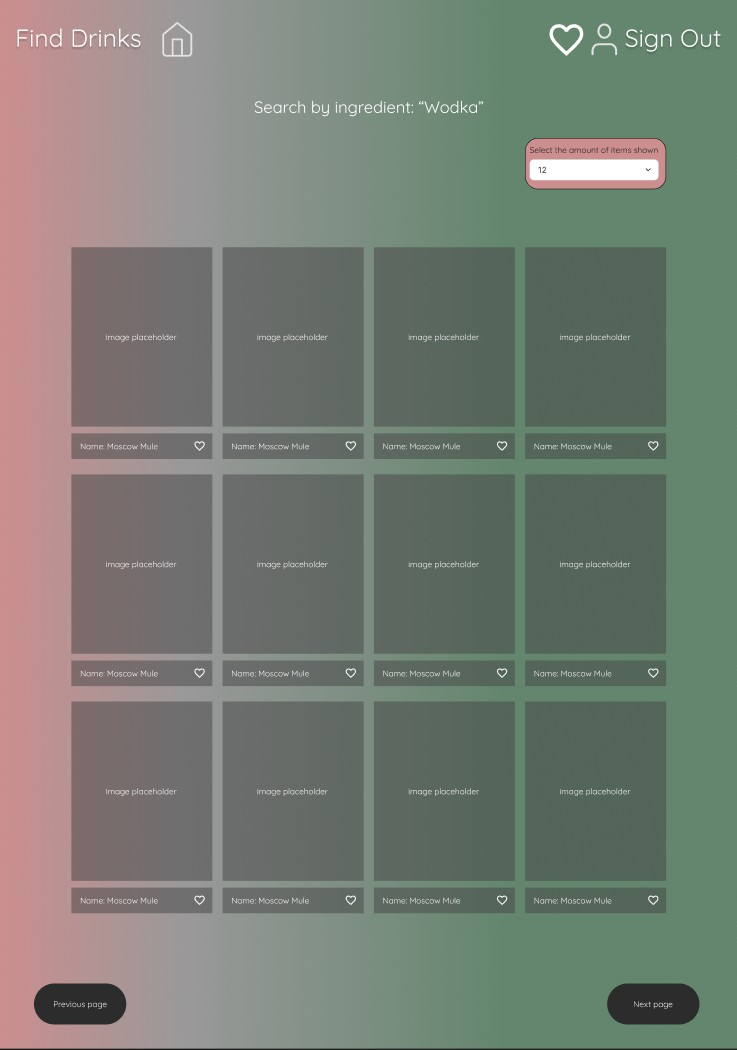 Find Drinks
Sign Out
Search by ingredient: “Wodka”
Select the amount of items shown
12
image placeholder
image placeholder
image placeholder
image placeholder
Name: Moscow Mule
Name: Moscow Mule
Name: Moscow Mule
Name: Moscow Mule
image placeholder
image placeholder
image placeholder
image placeholder
Name: Moscow Mule
Name: Moscow Mule
Name: Moscow Mule
Name: Moscow Mule
image placeholder
image placeholder
image placeholder
image placeholder
Name: Moscow Mule
Name: Moscow Mule
Name: Moscow Mule
Name: Moscow Mule
Previous page
Next page